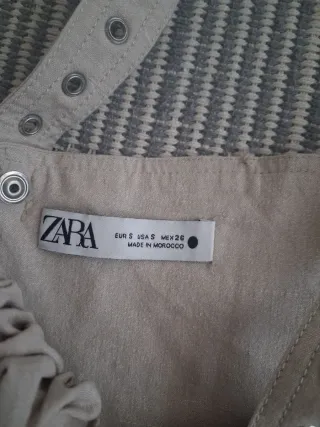 ZARA
EUR S USA S MEX 26
MADE IN MOROCCO